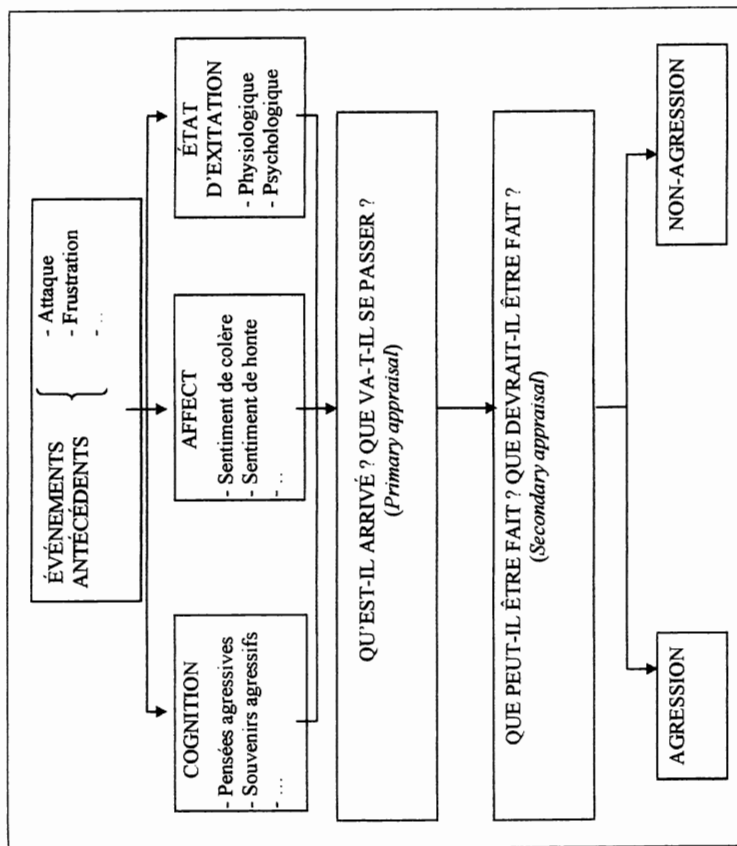 ÉVÉNEMENTS
ANTÉCÉDENTS
- Attaque
- Frustration
- ..
COGNITION
- Pensées agressives
- Souvenirs agressifs
- ...
AFFECT
- Sentiment de colère
- Sentiment de honte
- ..
ÉTAT
D'EXITATION
- Physiologique
- Psychologique
QU'EST-IL ARRIVÉ ? QUE VA-T-IL SE PASSER ?
(Primary appraisal)
QUE PEUT-IL ÊTRE FAIT ? QUE DEVRAIT-IL ÊTRE FAIT ?
(Secondary appraisal)
AGRESSION
NON-AGRESSION